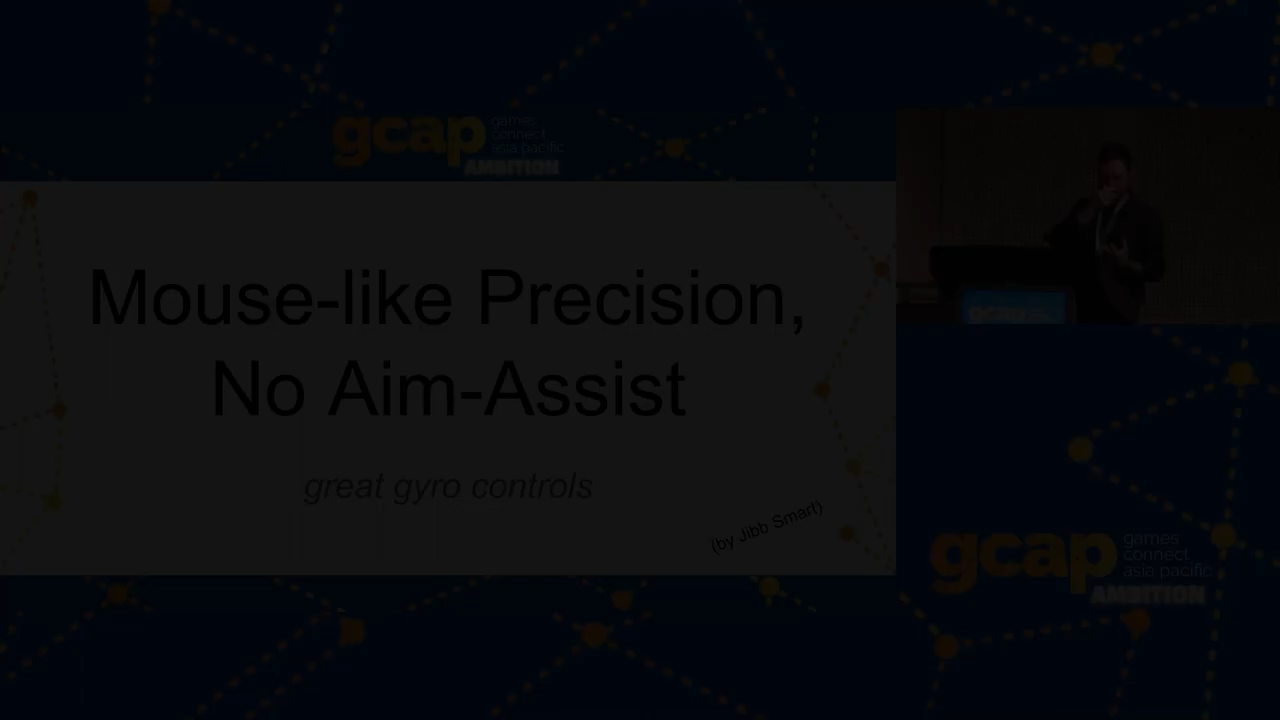 gcap
games
connect
asia pacific
AMBITION
Mouse-like Precision,
No Aim-Assist
great gyro controls
(by Jibb Smart)
gcap
gcap
games
connect
asia pacific
AMBITION